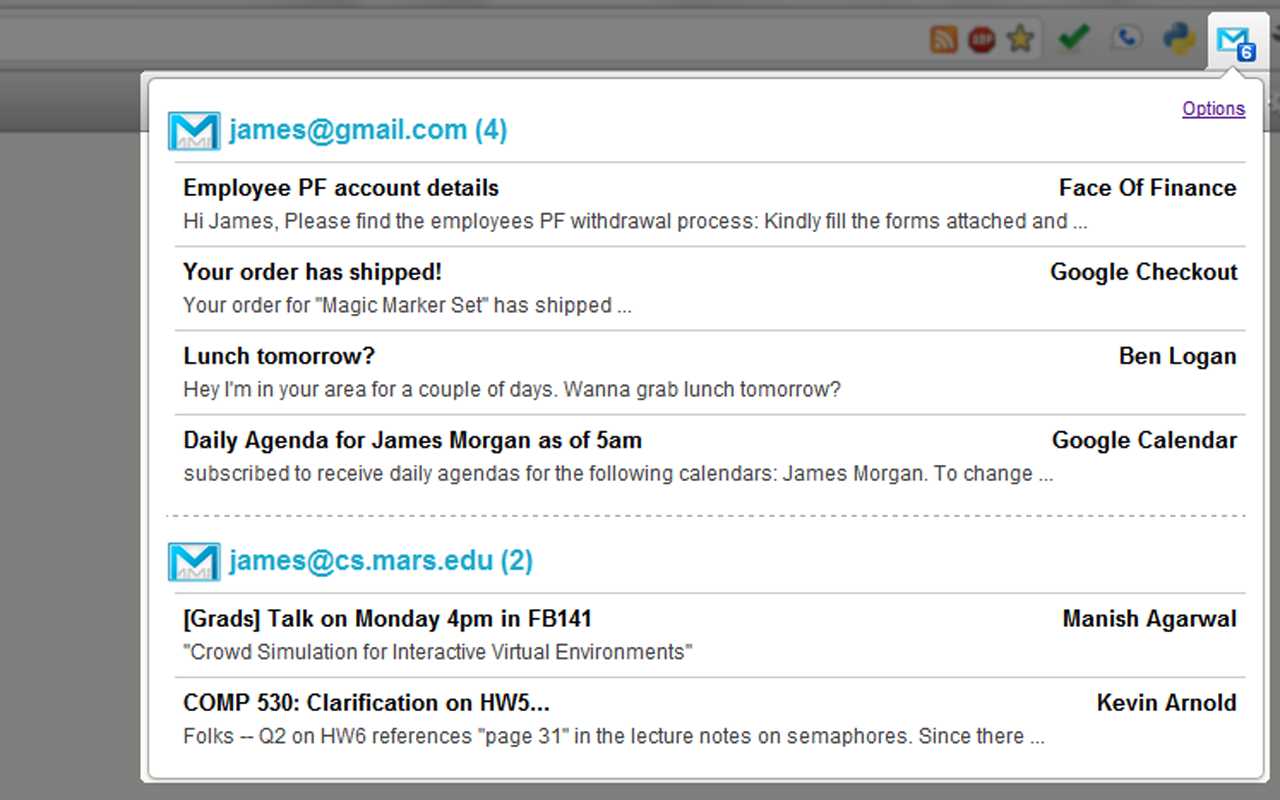 ABP
6
Options
james@gmail.com (4)
Employee PF account details Face Of Finance
Hi James, Please find the employees PF withdrawal process: Kindly fill the forms attached and ...
Your order has shipped! Google Checkout
Your order for "Magic Marker Set" has shipped ...
Lunch tomorrow? Ben Logan
Hey I'm in your area for a couple of days. Wanna grab lunch tomorrow?
Daily Agenda for James Morgan as of 5am Google Calendar
subscribed to receive daily agendas for the following calendars: James Morgan. To change ...
james@cs.mars.edu (2)
[Grads] Talk on Monday 4pm in FB141 Manish Agarwal
"Crowd Simulation for Interactive Virtual Environments"
COMP 530: Clarification on HW5... Kevin Arnold
Folks -- Q2 on HW6 references "page 31" in the lecture notes on semaphores. Since there ...